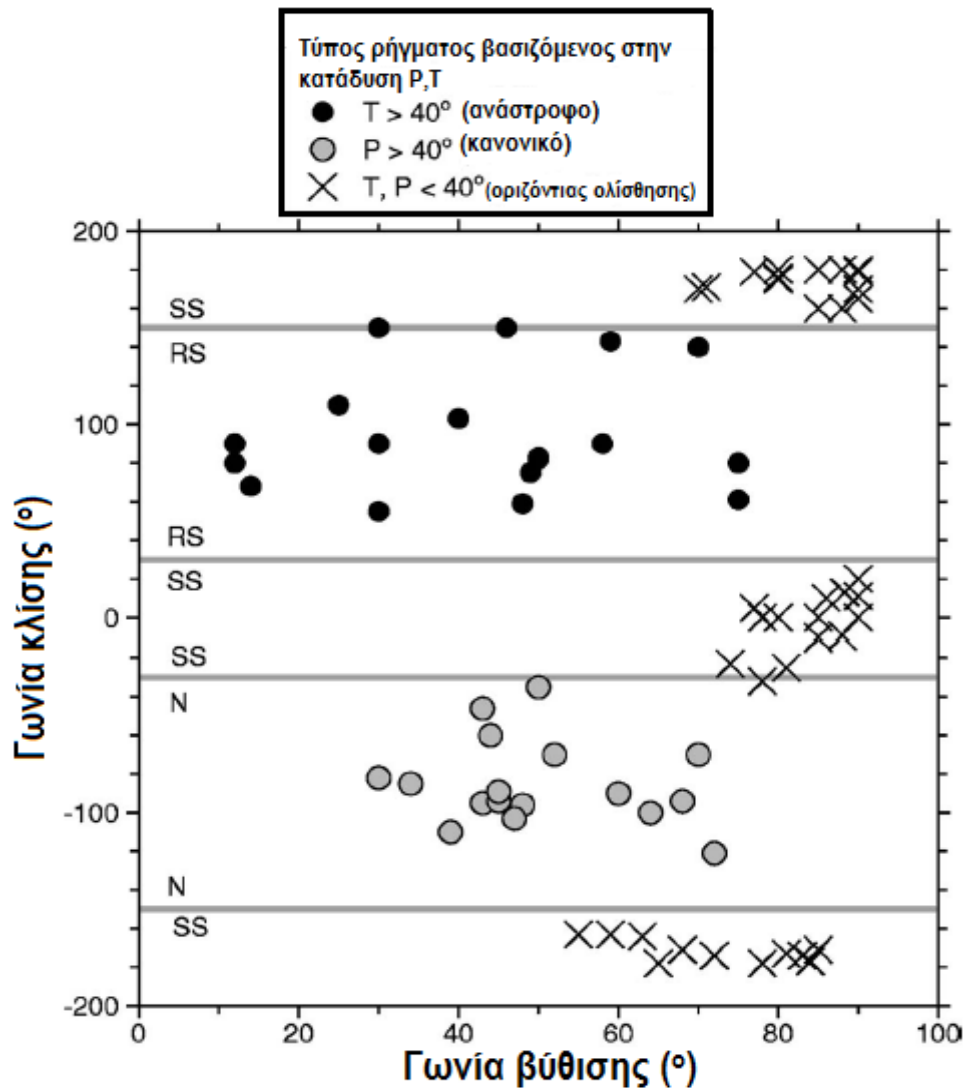 Τύπος ρήγματος βασιζόμενος στην
κατάδυση P,T
T > 40° (ανάστροφο)
P > 40° (κανονικό)
T, P < 40° (οριζόντιας ολίσθησης)
200
SS
RS
100
RS
SS
0
SS
N
-100
N
SS
-200
0 20 40 60 80 100
Γωνία κλίσης (°)
Γωνία βύθισης (°)